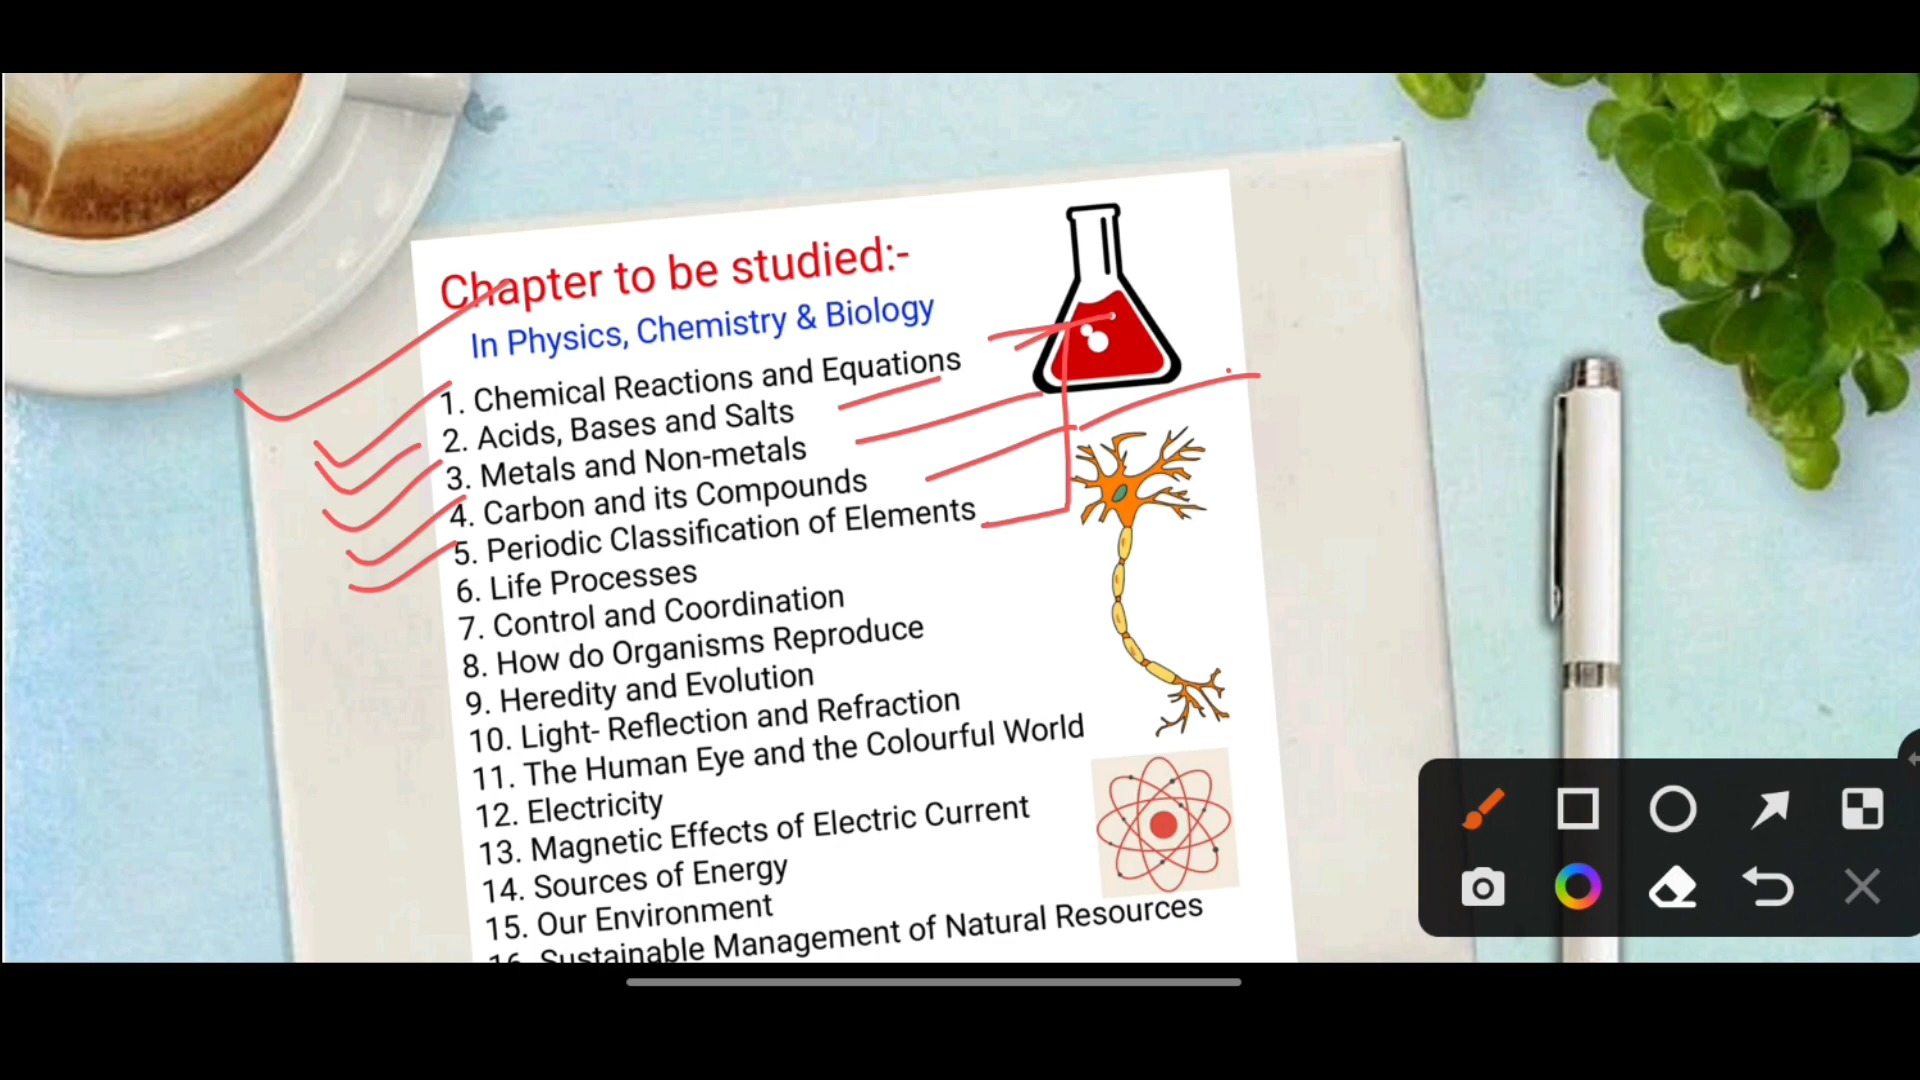 Chapter to be studied:-
In Physics, Chemistry & Biology
1. Chemical Reactions and Equations
2. Acids, Bases and Salts
3. Metals and Non-metals
4. Carbon and its Compounds
5. Periodic Classification of Elements
6. Life Processes
7. Control and Coordination
8. How do Organisms Reproduce
9. Heredity and Evolution
10. Light- Reflection and Refraction
11. The Human Eye and the Colourful World
12. Electricity
13. Magnetic Effects of Electric Current
14. Sources of Energy
15. Our Environment
16. Sustainable Management of Natural Resources